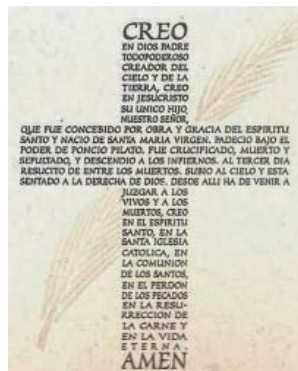 CREO
EN DIOS PADRE
TODOPODEROSO
CREADOR DEL
CIELO Y DE LA
TIERRA, CREO
EN JESUCRISTO
SU UNICO HIJO,
NUESTRO SEÑOR,
QUE FUE CONCEBIDO POR OBRA Y GRACIA DEL ESPIRITU
SANTO Y NACIO DE SANTA MARIA VIRGEN. PADECIO BAJO EL
PODER DE PONCIO PILATO. FUE CRUCIFICADO, MUERTO Y
SEPULTADO, Y DESCENDIO A LOS INFIERNOS. AL TERCER DIA
RESUCITO DE ENTRE LOS MUERTOS. SUBIO AL CIELO Y ESTA
SENTADO A LA DERECHA DE DIOS. DESDE ALLI HA DE VENIR A
JUZGAR A LOS
VIVOS Y A LOS
MUERTOS, CREO
EN EL ESPIRITU
SANTO, EN LA
SANTA IGLESIA
CATOLICA, EN
LA COMUNION
DE LOS SANTOS,
EN EL PERDON
DE LOS PECADOS
EN LA RESU-
RRECCION DE
LA CARNE Y
EN LA VIDA
ETERNA.
AMEN